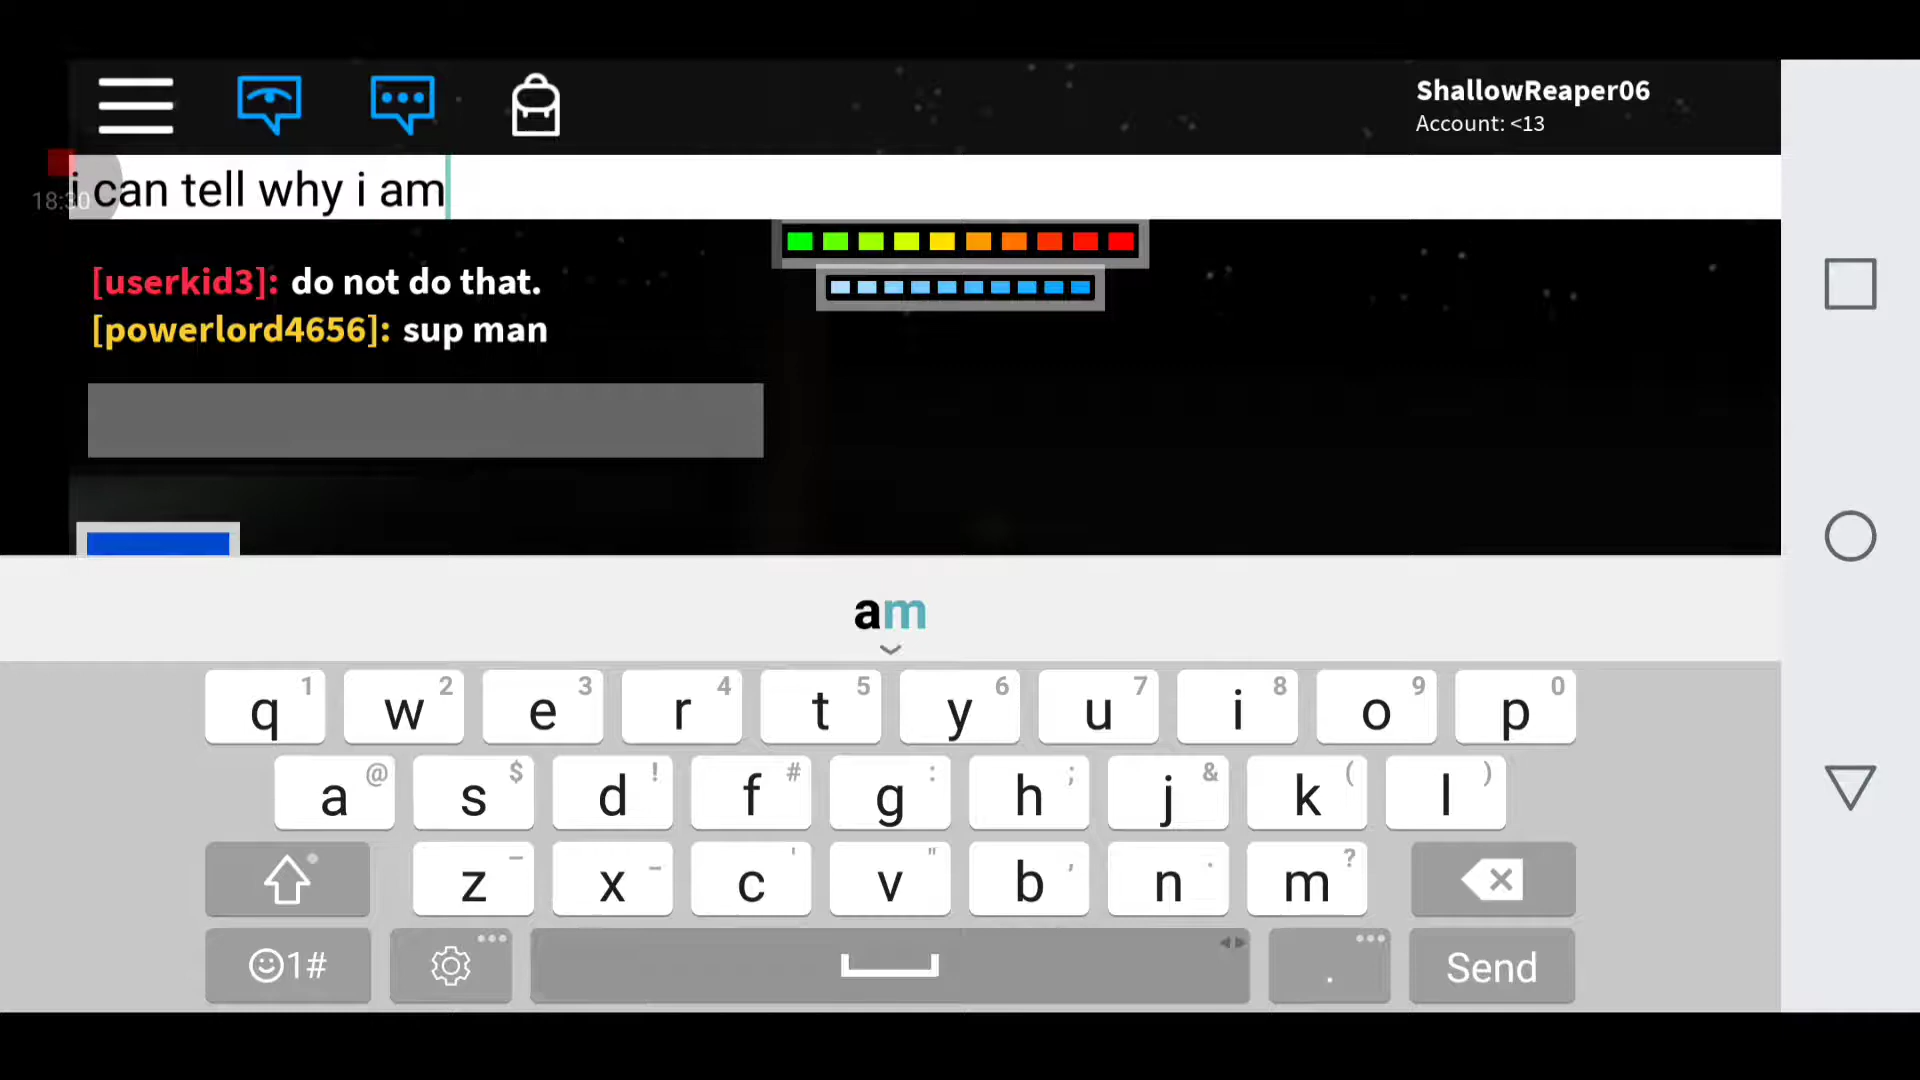 ShallowReaper06
Account: <13
i can tell why i am
18:30
[userkid3]: do not do that.
[powerlord4656]: sup man
am
q 1 w 2 e 3 r 4 t 5 y 6 u 7 i 8 o 9 p 0
a @ s $ d ! f # g : h ; j & k ( l )
z – x _ c ' v " b , n . m ?
1# . Send